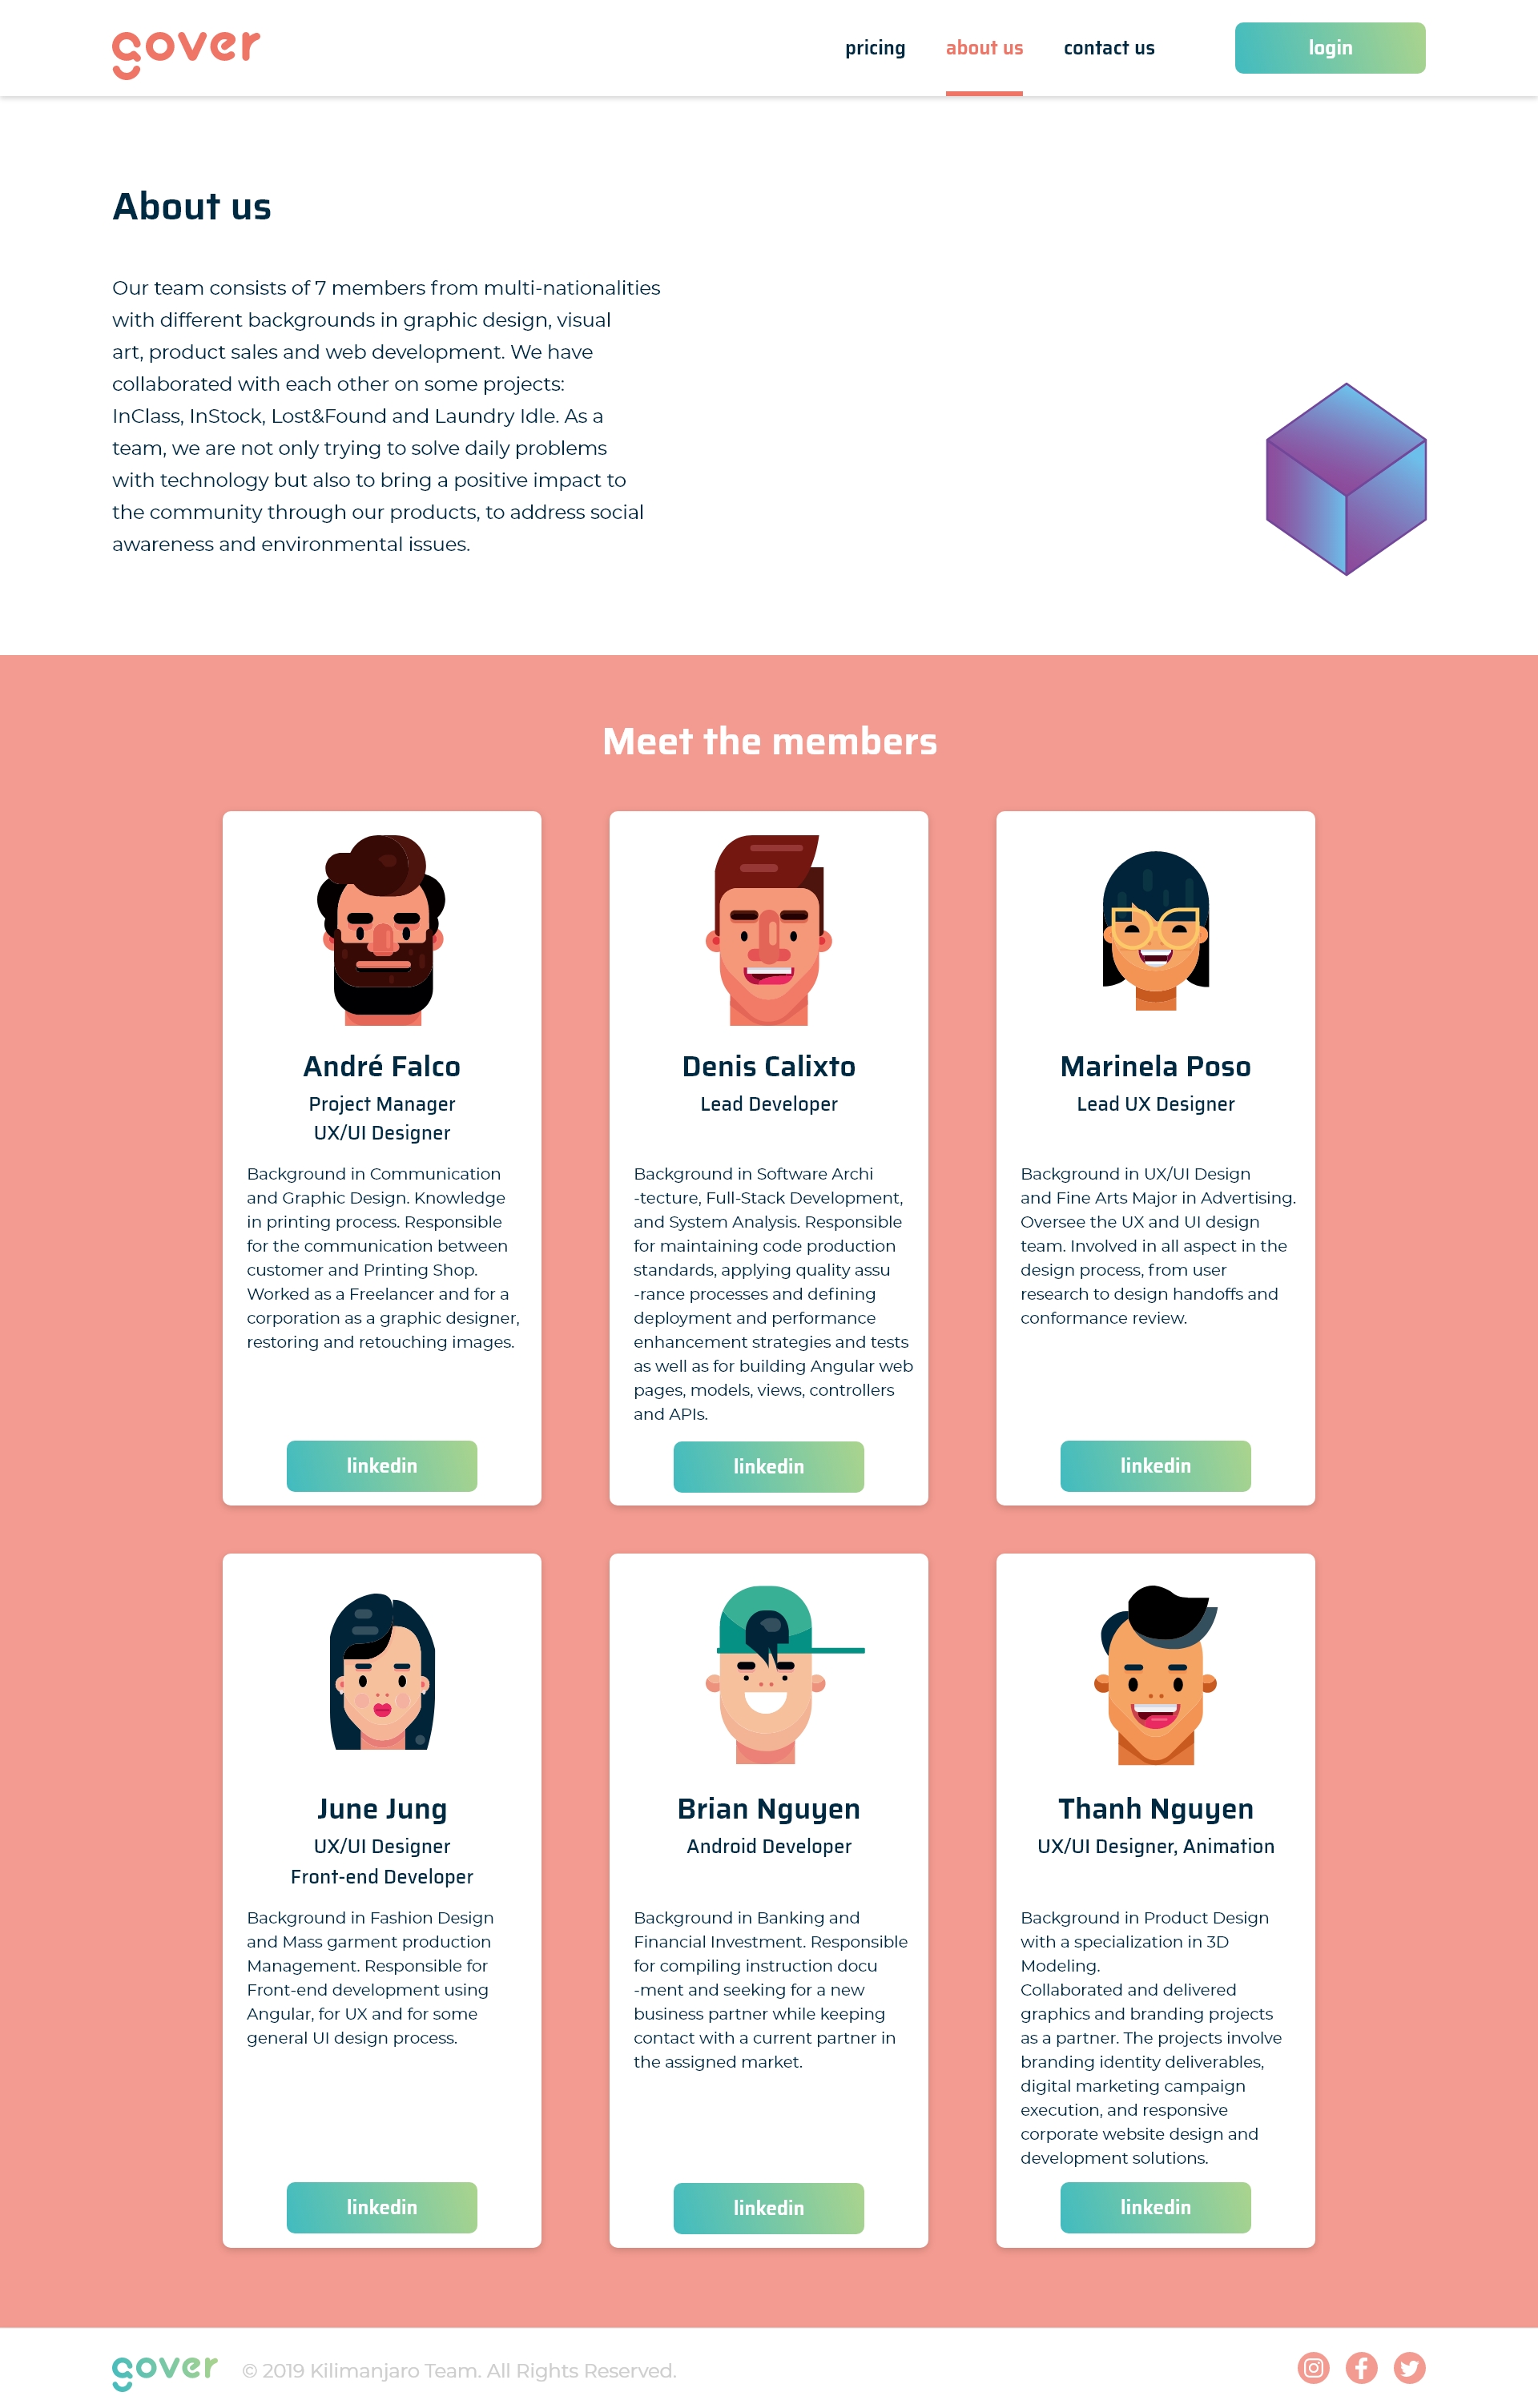 gover
pricing about us contact us login
About us
Our team consists of 7 members from multi-nationalities
with different backgrounds in graphic design, visual
art, product sales and web development. We have
collaborated with each other on some projects:
InClass, InStock, Lost&Found and Laundry Idle. As a
team, we are not only trying to solve daily problems
with technology but also to bring a positive impact to
the community through our products, to address social
awareness and environmental issues.
Meet the members
André Falco
Project Manager
UX/UI Designer
Background in Communication
and Graphic Design. Knowledge
in printing process. Responsible
for the communication between
customer and Printing Shop.
Worked as a Freelancer and for a
corporation as a graphic designer,
restoring and retouching images.
linkedin
Denis Calixto
Lead Developer
Background in Software Archi
-tecture, Full-Stack Development,
and System Analysis. Responsible
for maintaining code production
standards, applying quality assu
-rance processes and defining
deployment and performance
enhancement strategies and tests
as well as for building Angular web
pages, models, views, controllers
and APIs.
linkedin
Marinela Poso
Lead UX Designer
Background in UX/UI Design
and Fine Arts Major in Advertising.
Oversee the UX and UI design
team. Involved in all aspect in the
design process, from user
research to design handoffs and
conformance review.
linkedin
June Jung
UX/UI Designer
Front-end Developer
Background in Fashion Design
and Mass garment production
Management. Responsible for
Front-end development using
Angular, for UX and for some
general UI design process.
linkedin
Brian Nguyen
Android Developer
Background in Banking and
Financial Investment. Responsible
for compiling instruction docu
-ment and seeking for a new
business partner while keeping
contact with a current partner in
the assigned market.
linkedin
Thanh Nguyen
UX/UI Designer, Animation
Background in Product Design
with a specialization in 3D
Modeling.
Collaborated and delivered
graphics and branding projects
as a partner. The projects involve
branding identity deliverables,
digital marketing campaign
execution, and responsive
corporate website design and
development solutions.
linkedin
gover © 2019 Kilimanjaro Team. All Rights Reserved.